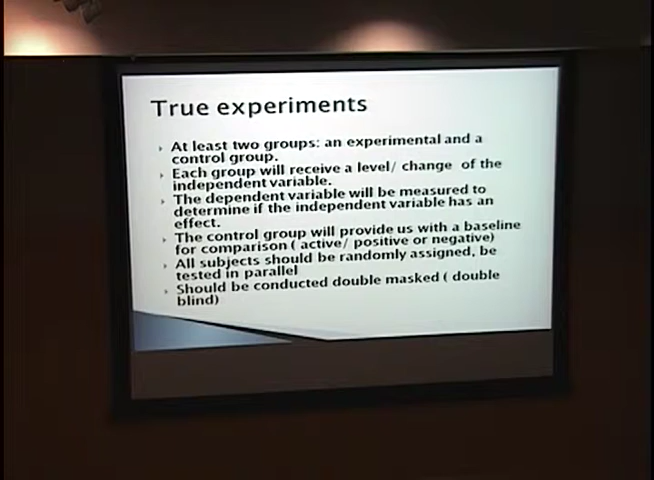 True experiments
At least two groups: an experimental and a
control group.
Each group will receive a level/ change of the
independent variable.
The dependent variable will be measured to
determine if the independent variable has an
effect.
The control group will provide us with a baseline
for comparison ( active/ positive or negative)
All subjects should be randomly assigned, be
tested in parallel
Should be conducted double masked ( double
blind)